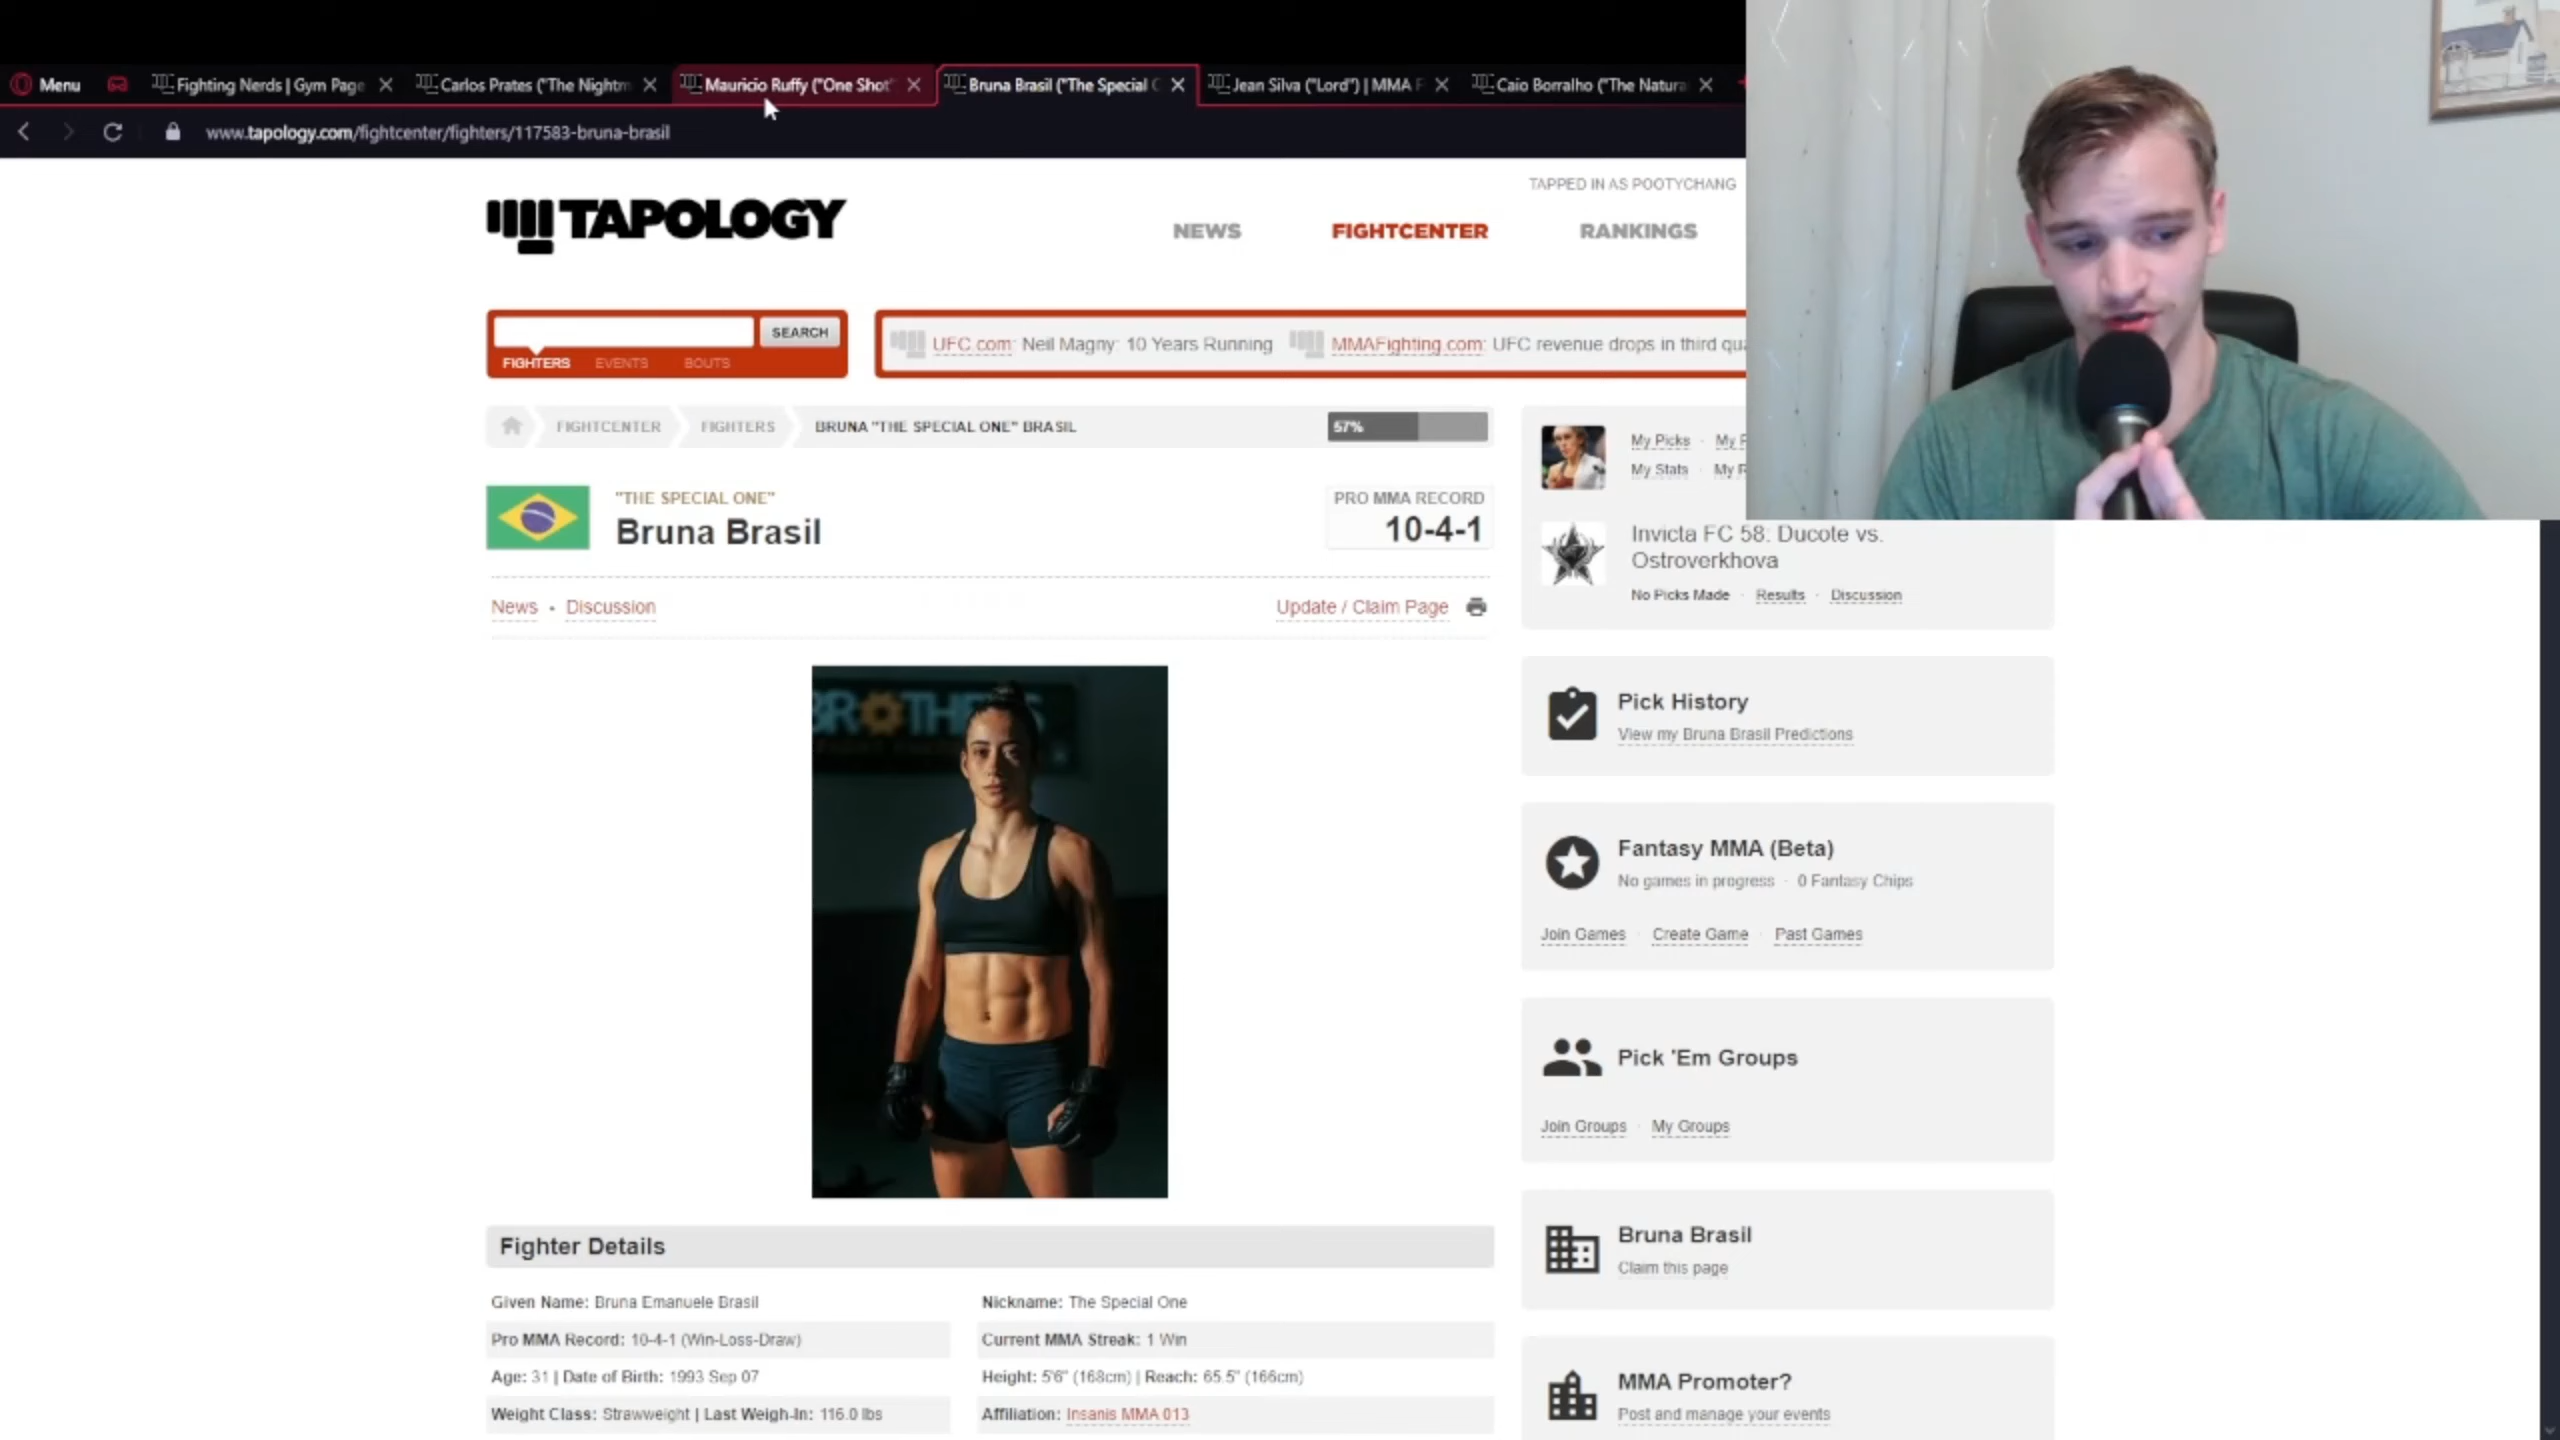 Menu
Fighting Nerds | Gym Page
Carlos Prates ("The Nightm
Mauricio Ruffy ("One Shot"
Bruna Brasil ("The Special
Jean Silva ("Lord") | MMA F
Caio Borralho ("The Natura
www.tapology.com/fightcenter/fighters/117583-bruna-brasil
TAPPED IN AS POOTYCHANG
TAPOLOGY
NEWS
FIGHTCENTER
RANKINGS
SEARCH
FIGHTERS
EVENTS
BOUTS
UFC.com: Neil Magny: 10 Years Running
MMAFighting.com: UFC revenue drops in third qua
FIGHTCENTER
FIGHTERS
BRUNA "THE SPECIAL ONE" BRASIL
57%
"THE SPECIAL ONE"
Bruna Brasil
PRO MMA RECORD
10-4-1
News · Discussion
Update / Claim Page
BROTHERS
Fighter Details
Given Name: Bruna Emanuele Brasil
Nickname: The Special One
Pro MMA Record: 10-4-1 (Win-Loss-Draw)
Current MMA Streak: 1 Win
Age: 31 | Date of Birth: 1993 Sep 07
Height: 5'6" (168cm) | Reach: 65.5" (166cm)
Weight Class: Strawweight | Last Weigh-In: 116.0 lbs
Affiliation: Insanis MMA 013
My Picks ·
My Stats ·
Invicta FC 58: Ducote vs.
Ostroverkhova
No Picks Made · Results · Discussion
Pick History
View my Bruna Brasil Predictions
Fantasy MMA (Beta)
No games in progress · 0 Fantasy Chips
Join Games · Create Game · Past Games
Pick 'Em Groups
Join Groups · My Groups
Bruna Brasil
Claim this page
MMA Promoter?
Post and manage your events